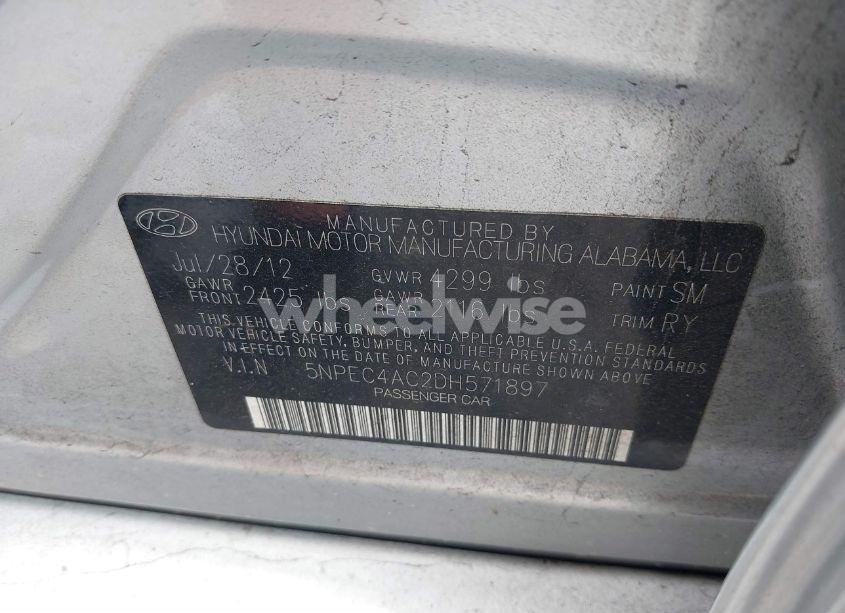 MANUFACTURED BY
HYUNDAI MOTOR MANUFACTURING ALABAMA, LLC
Jul/28/12 GVWR 4299 lbs PAINT SM
GAWR FRONT 2425 lbs GAWR REAR lbs TRIM RY
THIS VEHICLE CONFORMS TO ALL APPLICABLE U.S.A. FEDERAL
MOTOR VEHICLE SAFETY, BUMPER, AND THEFT PREVENTION STANDARDS
IN EFFECT ON THE DATE OF MANUFACTURE SHOWN ABOVE
V.I.N 5NPEC4AC2DH571897
PASSENGER CAR
wheelwise